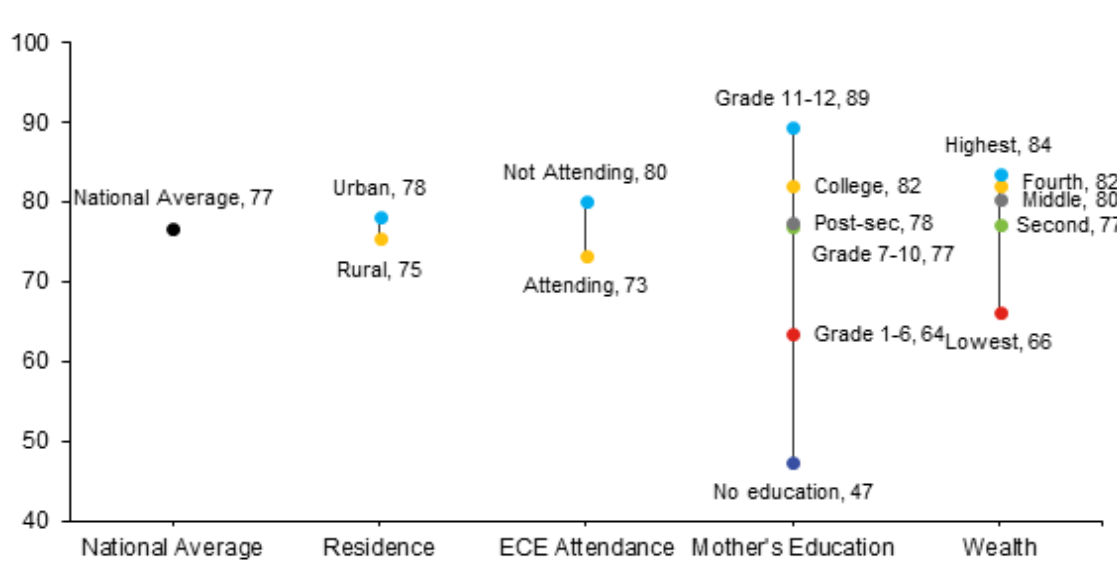 100
90
80
70
60
50
40
National Average, 77
Urban, 78
Rural, 75
Not Attending, 80
Attending, 73
Grade 11-12, 89
College, 82
Post-sec, 78
Grade 7-10, 77
Grade 1-6, 64
No education, 47
Highest, 84
Fourth, 82
Middle, 80
Second, 77
Lowest, 66
National Average
Residence
ECE Attendance
Mother's Education
Wealth